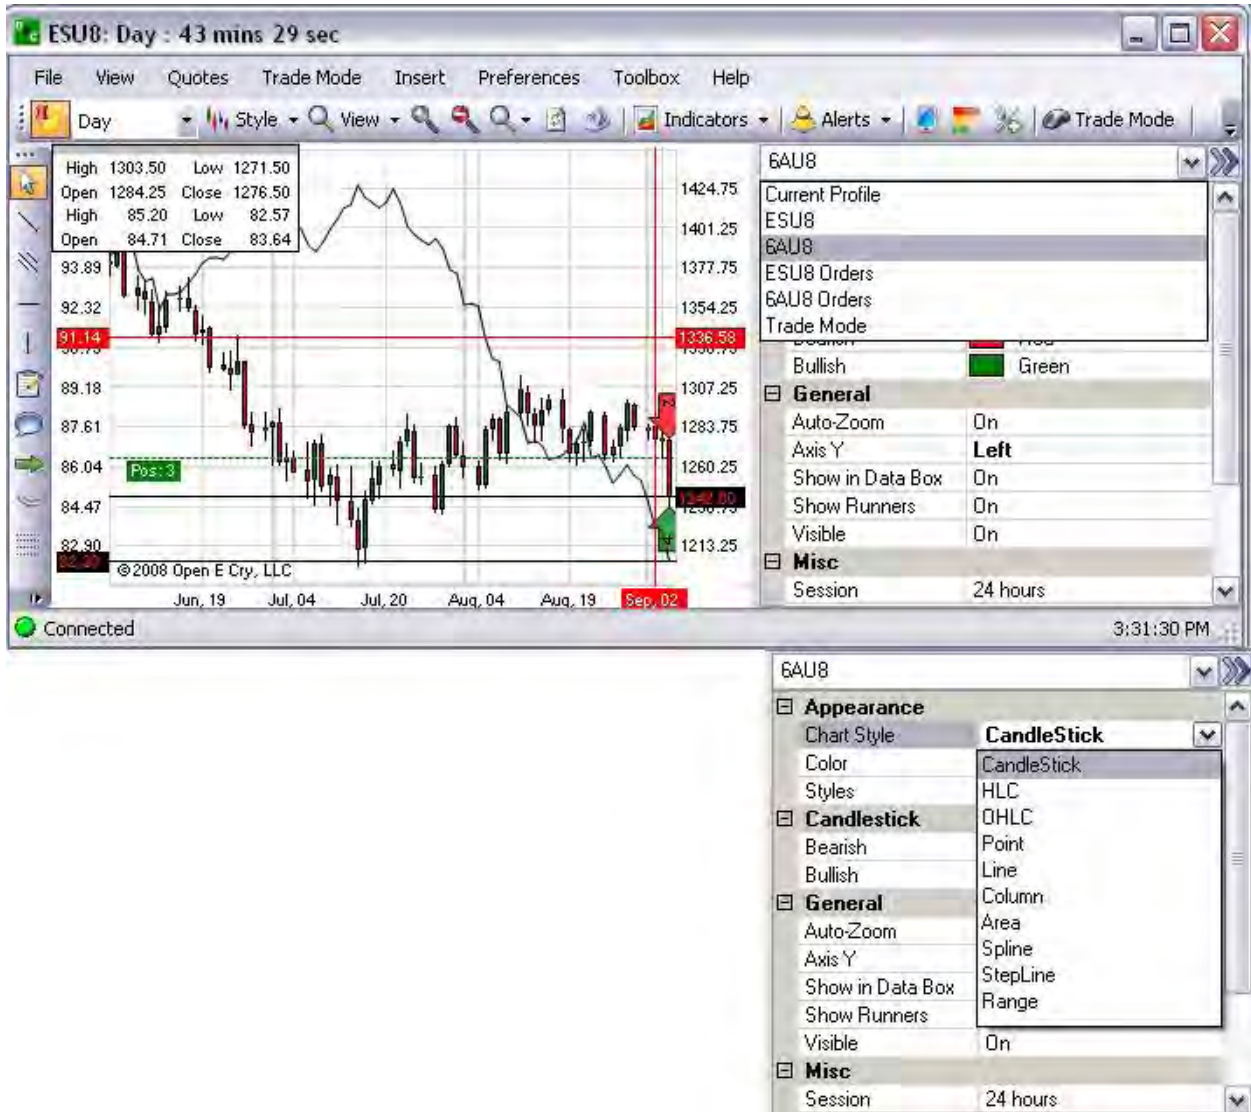 ESU8: Day : 43 mins 29 sec
File View Quotes Trade Mode Insert Preferences Toolbox Help
Day Style View Indicators Alerts Trade Mode
High 1303.50 Low 1271.50
Open 1284.25 Close 1276.50
High 85.20 Low 82.57
Open 84.71 Close 83.64
93.89
92.32
91.14
89.18
87.61
86.04
84.47
82.90
82.20
Pos: 3
©2008 Open E Cry, LLC
1424.75
1401.25
1377.75
1354.25
1336.58
1307.25
1283.75
1260.25
1213.25
Jun, 19 Jul, 04 Jul, 20 Aug, 04 Aug, 19 Sep, 02
6AU8
Current Profile
ESU8
6AU8
ESU8 Orders
6AU8 Orders
Trade Mode
Bullish Green
General
Auto-Zoom On
Axis Y Left
Show in Data Box On
Show Runners On
Visible On
Misc
Session 24 hours
Connected 3:31:30 PM
6AU8
Appearance
Chart Style CandleStick
Color
Styles
Candlestick
Bearish
Bullish
General
Auto-Zoom
Axis Y
Show in Data Box
Show Runners
Visible On
Misc
Session 24 hours
CandleStick
HLC
OHLC
Point
Line
Column
Area
Spline
StepLine
Range